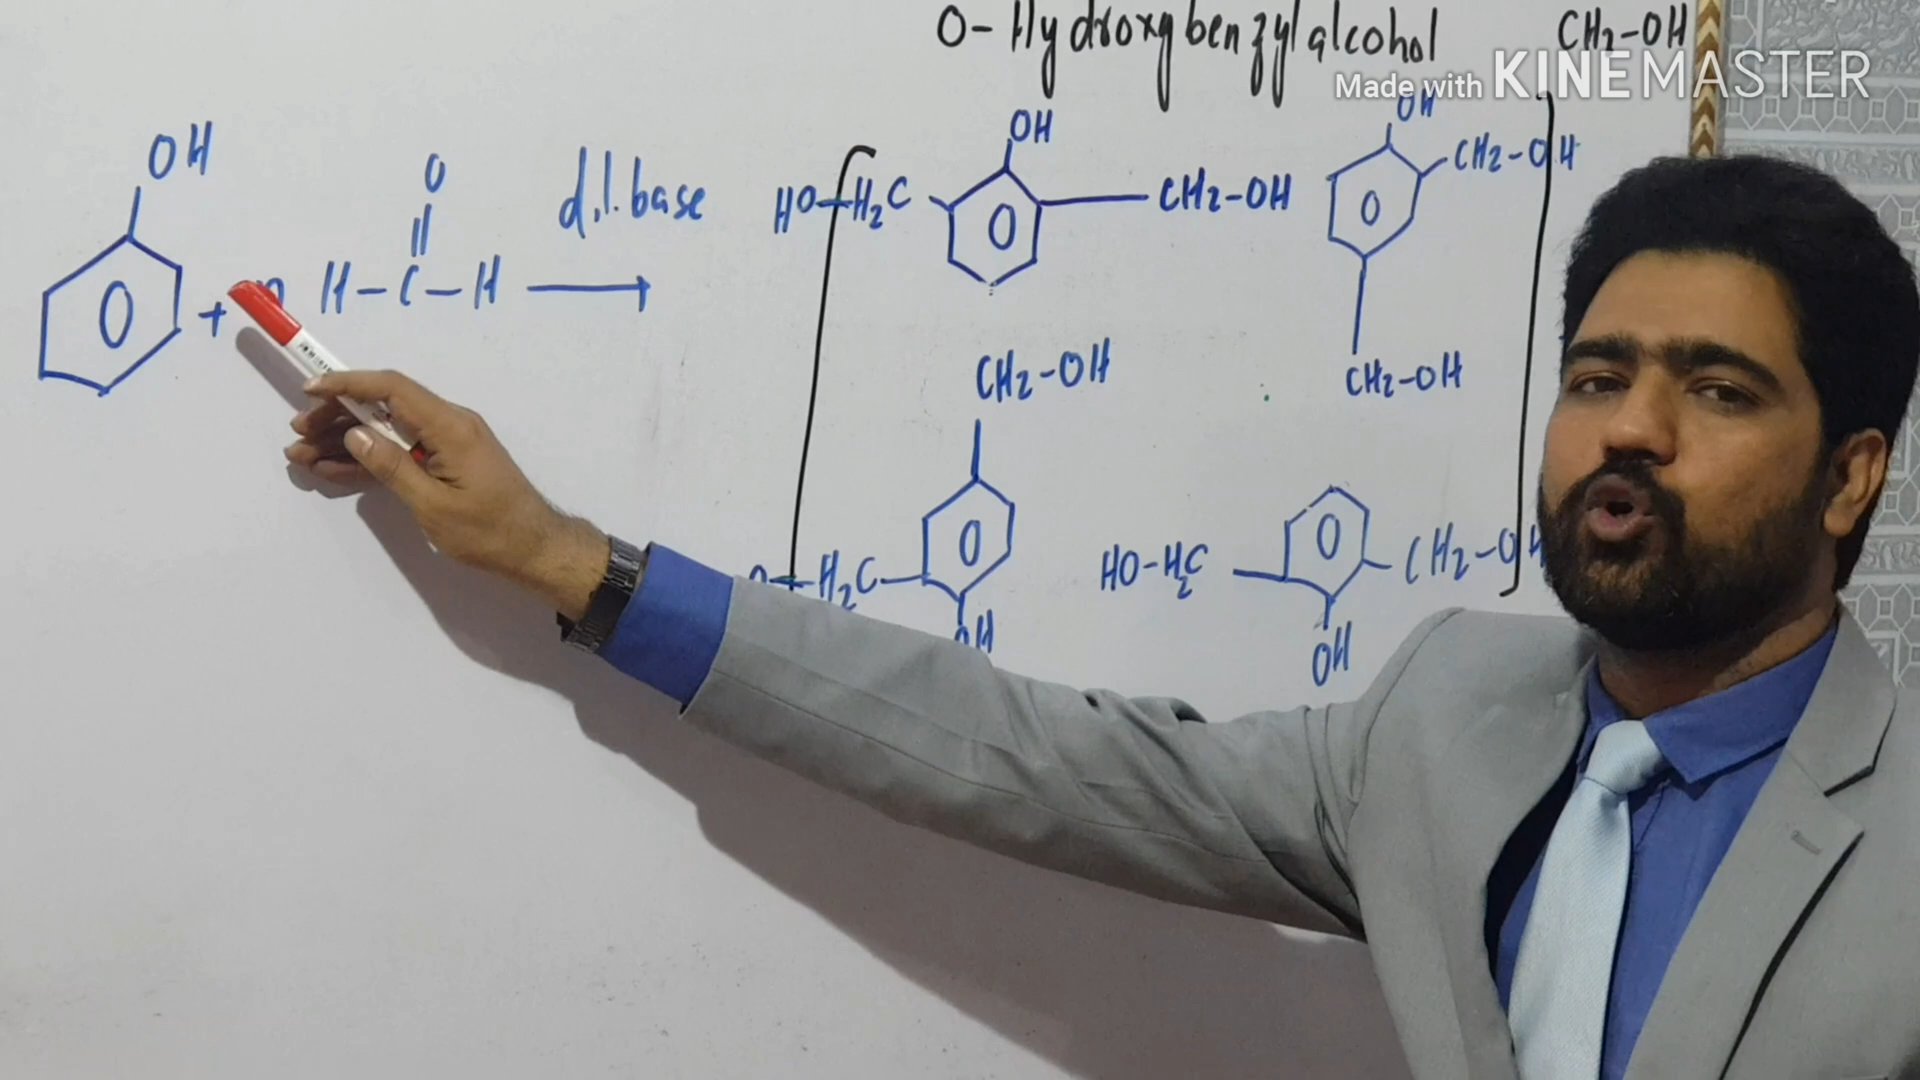 O-Hydroxybenzylalcohol
CH2-OH
Made with KINEMASTER
OH
OH
OH
CH2-OH
O
dil.base
HO-H2C
O
CH2-OH
O
O
+ n H-C-H
CH2-OH
CH2-OH
O
O
H2C
HO-H2C
CH2-OH
OH
OH